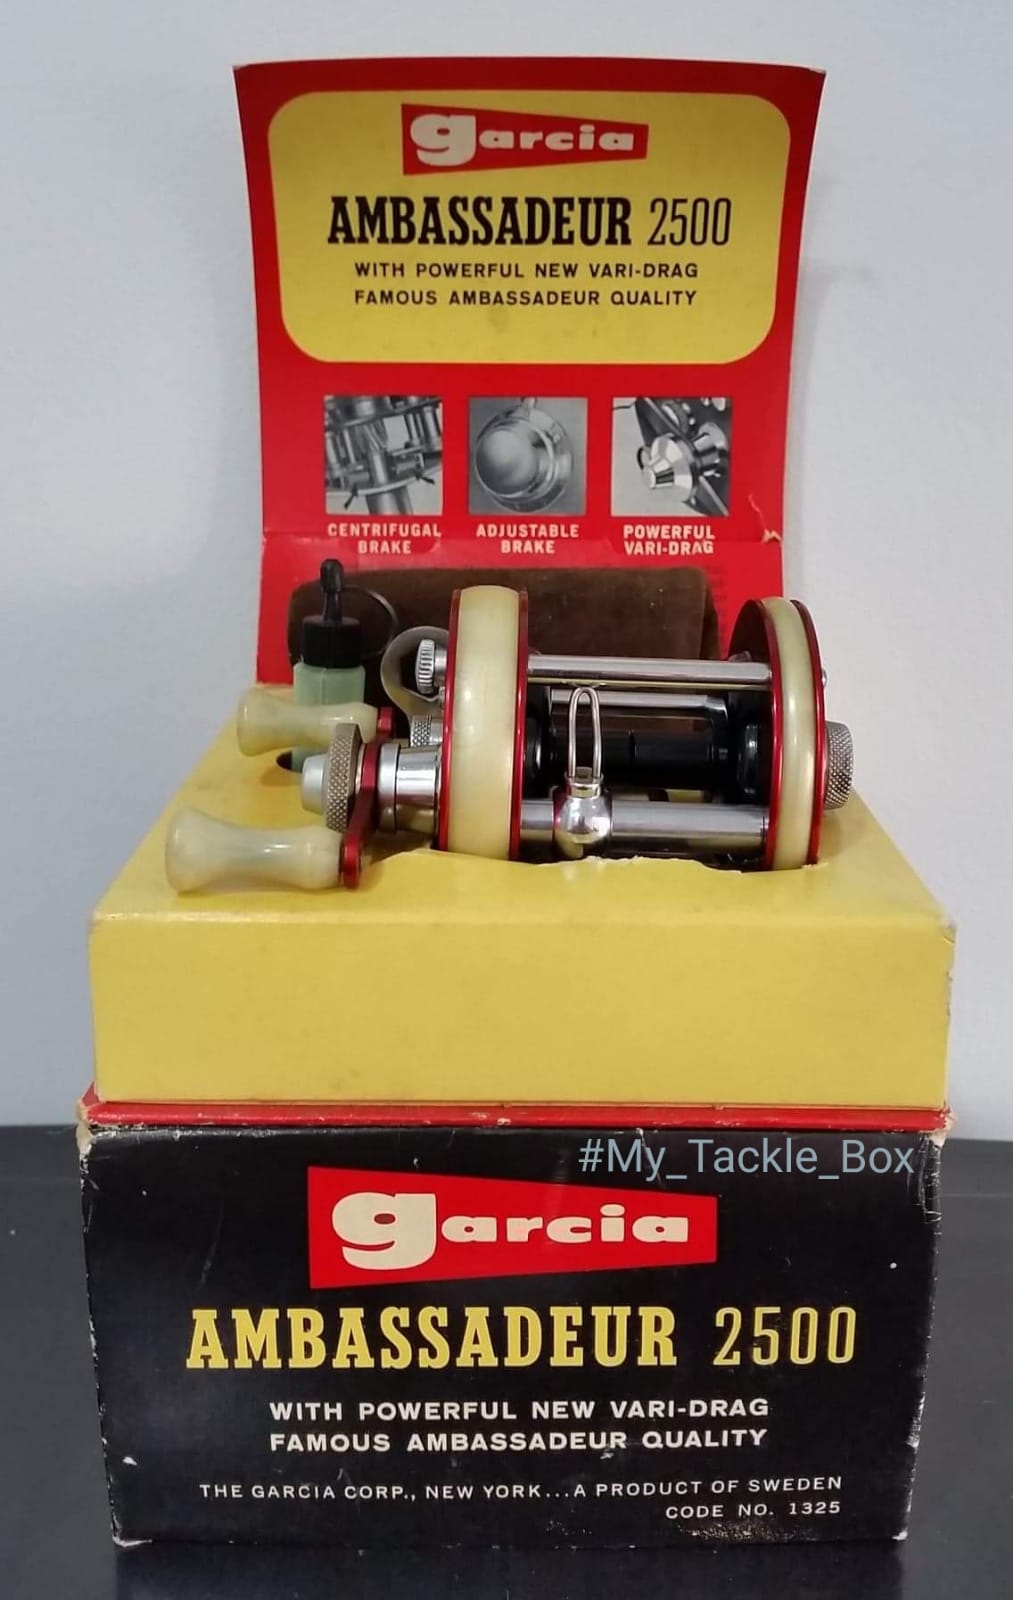 garcia
AMBASSADEUR 2500
WITH POWERFUL NEW VARI-DRAG
FAMOUS AMBASSADEUR QUALITY
CENTRIFUGAL BRAKE
ADJUSTABLE BRAKE
POWERFUL VARI-DRAG
#My_Tackle_Box
garcia
AMBASSADEUR 2500
WITH POWERFUL NEW VARI-DRAG
FAMOUS AMBASSADEUR QUALITY
THE GARCIA CORP., NEW YORK...A PRODUCT OF SWEDEN
CODE NO. 1325